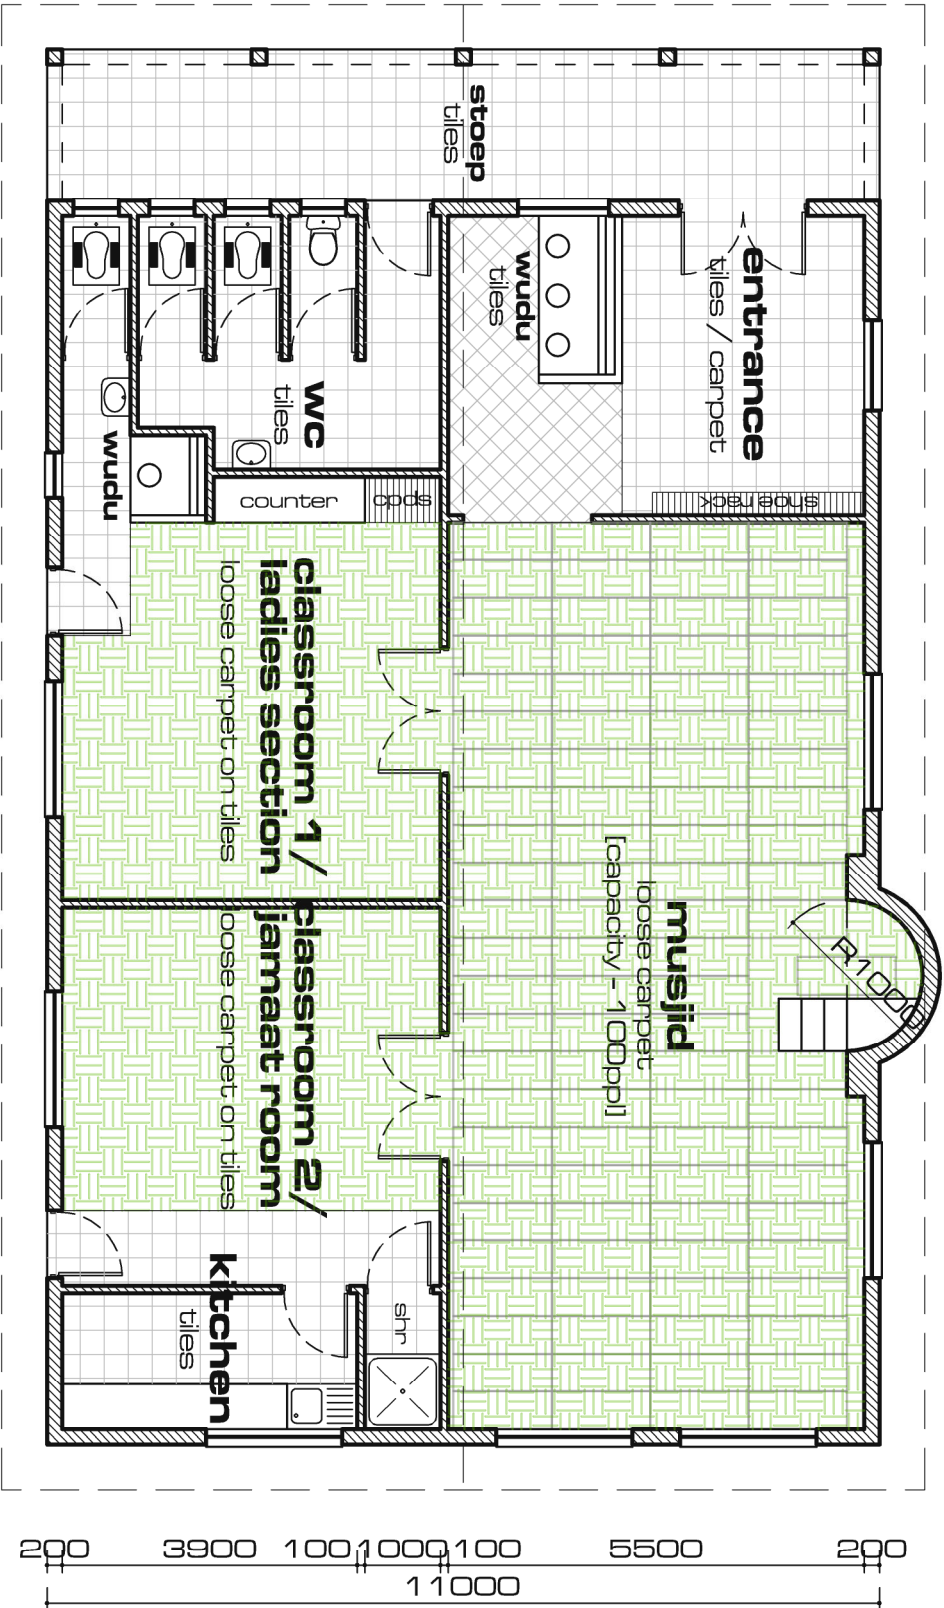 stoep
tiles
entrance
tiles / carpet
wudu
tiles
wc
tiles
wudu
counter
cpds
shoe rack
classroom 1/
ladies section
loose carpet on tiles
musjid
loose carpet
[capacity - 100ppl]
R1000
classroom 2/
jamaat room
loose carpet on tiles
kitchen
tiles
shr
200 3900 100 1000 100 5500 200
11000